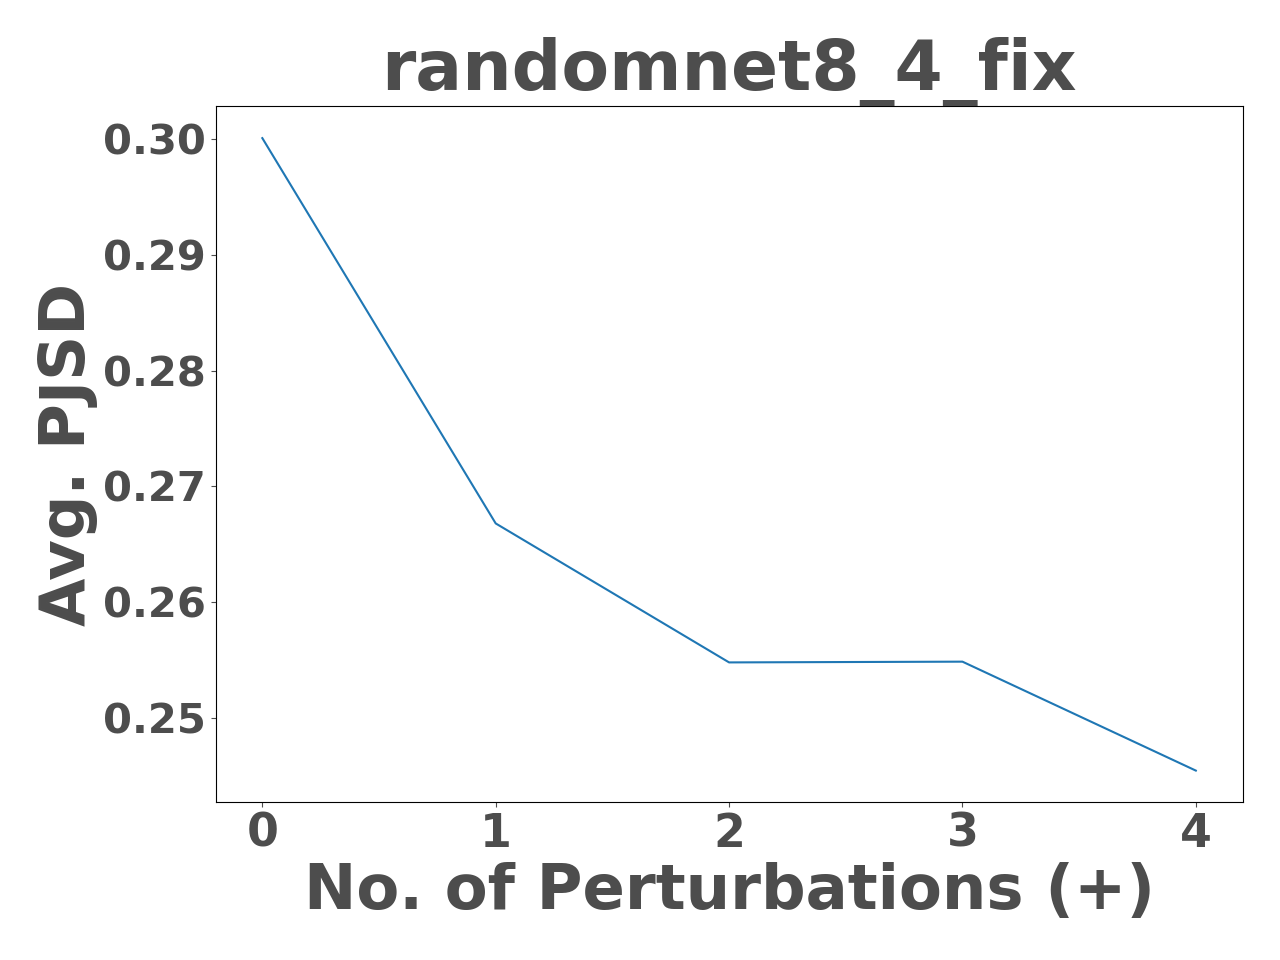 randomnet8_4_fix
Avg. PJSD
0.30
0.29
0.28
0.27
0.26
0.25
0 1 2 3 4
No. of Perturbations (+)